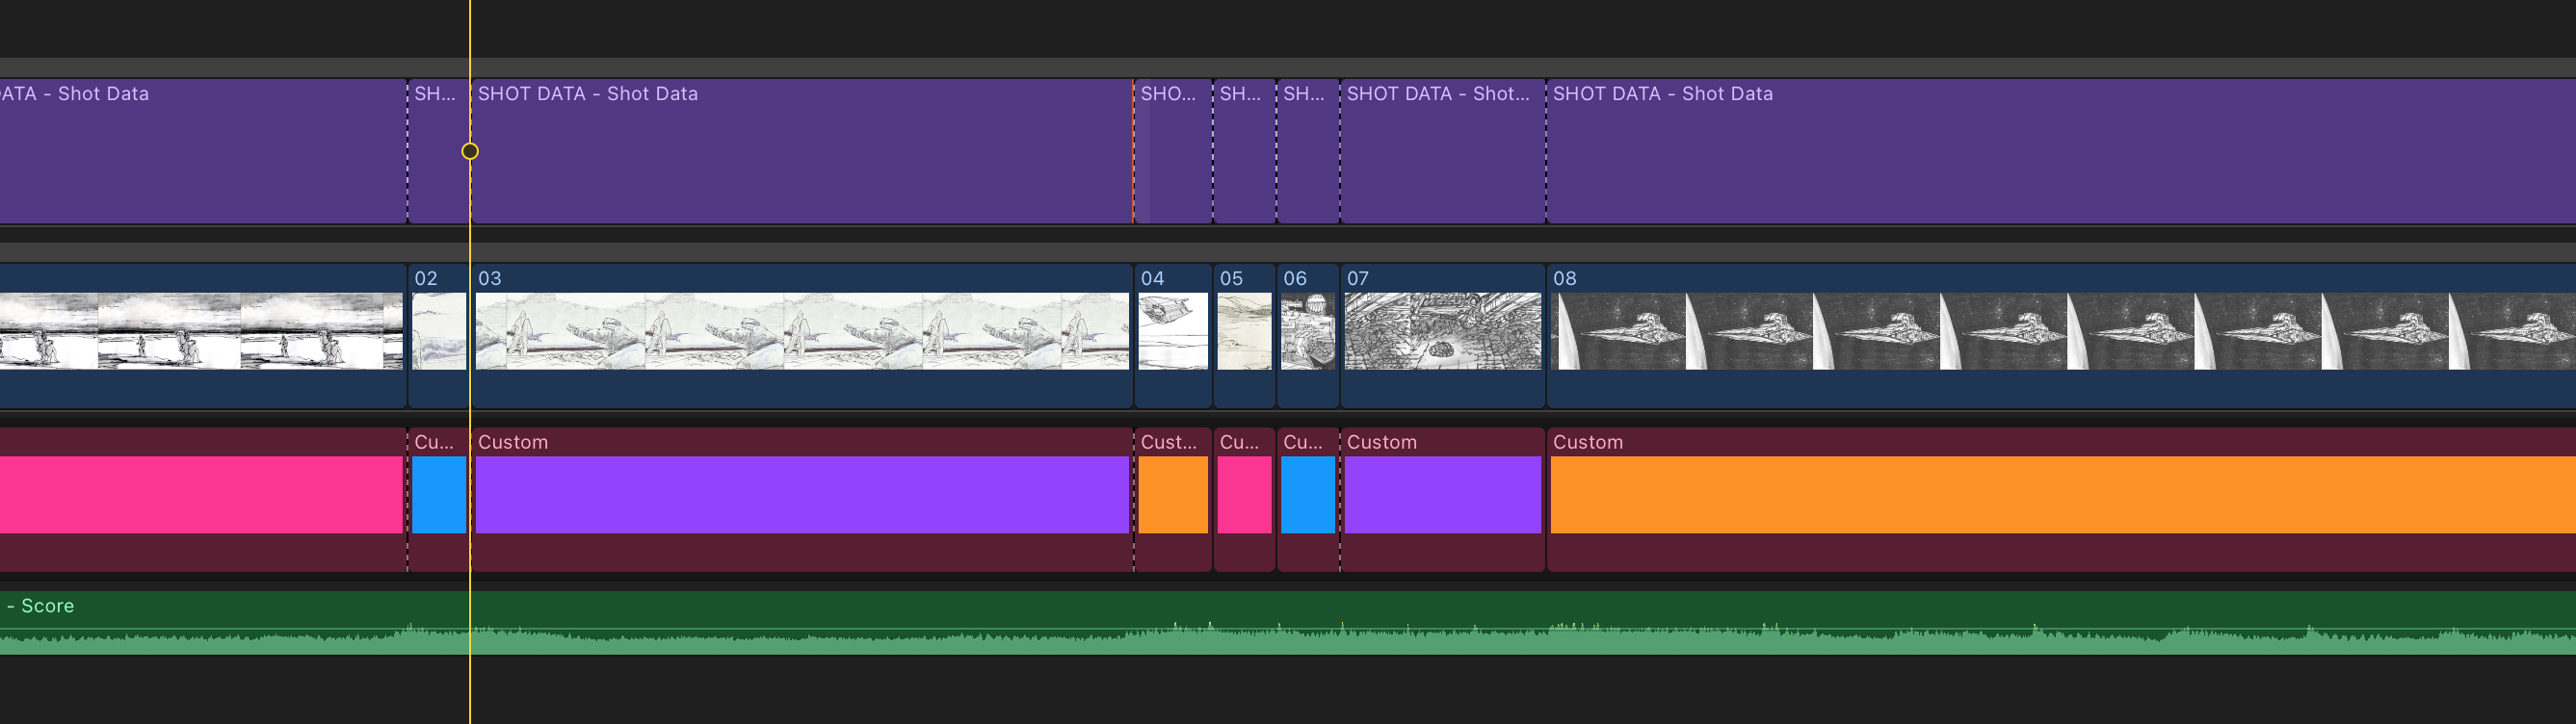 ATA - Shot Data
SH...
SHOT DATA - Shot Data
SHO...
SH...
SH...
SHOT DATA - Shot...
SHOT DATA - Shot Data
02
03
04
05
06
07
08
Cu...
Custom
Cust...
Cu...
Cu...
Custom
Custom
- Score